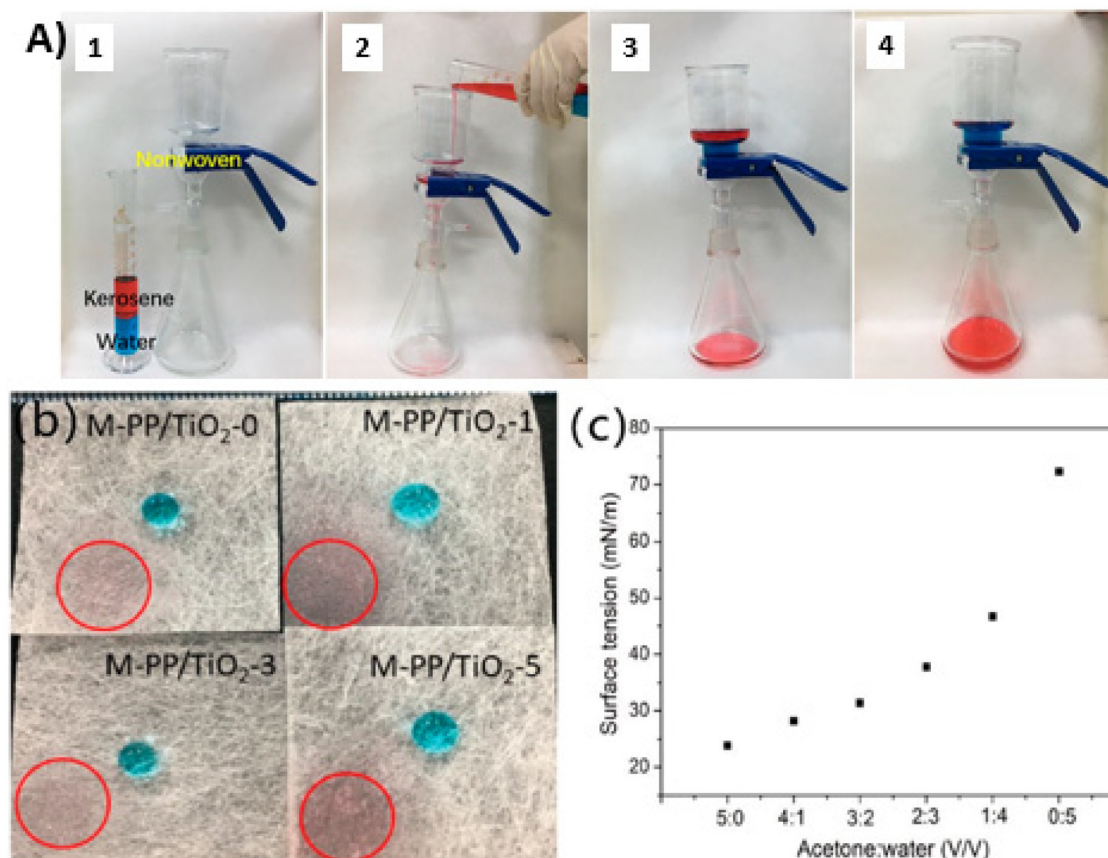 A)
1
2
3
4
Nonwoven
Kerosene
Water
(b)
M-PP/TiO₂-0
M-PP/TiO₂-1
M-PP/TiO₂-3
M-PP/TiO₂-5
(c)
80
70
60
50
40
30
20
Surface tension (mN/m)
5:0 4:1 3:2 2:3 1:4 0:5
Acetone:water (V/V)